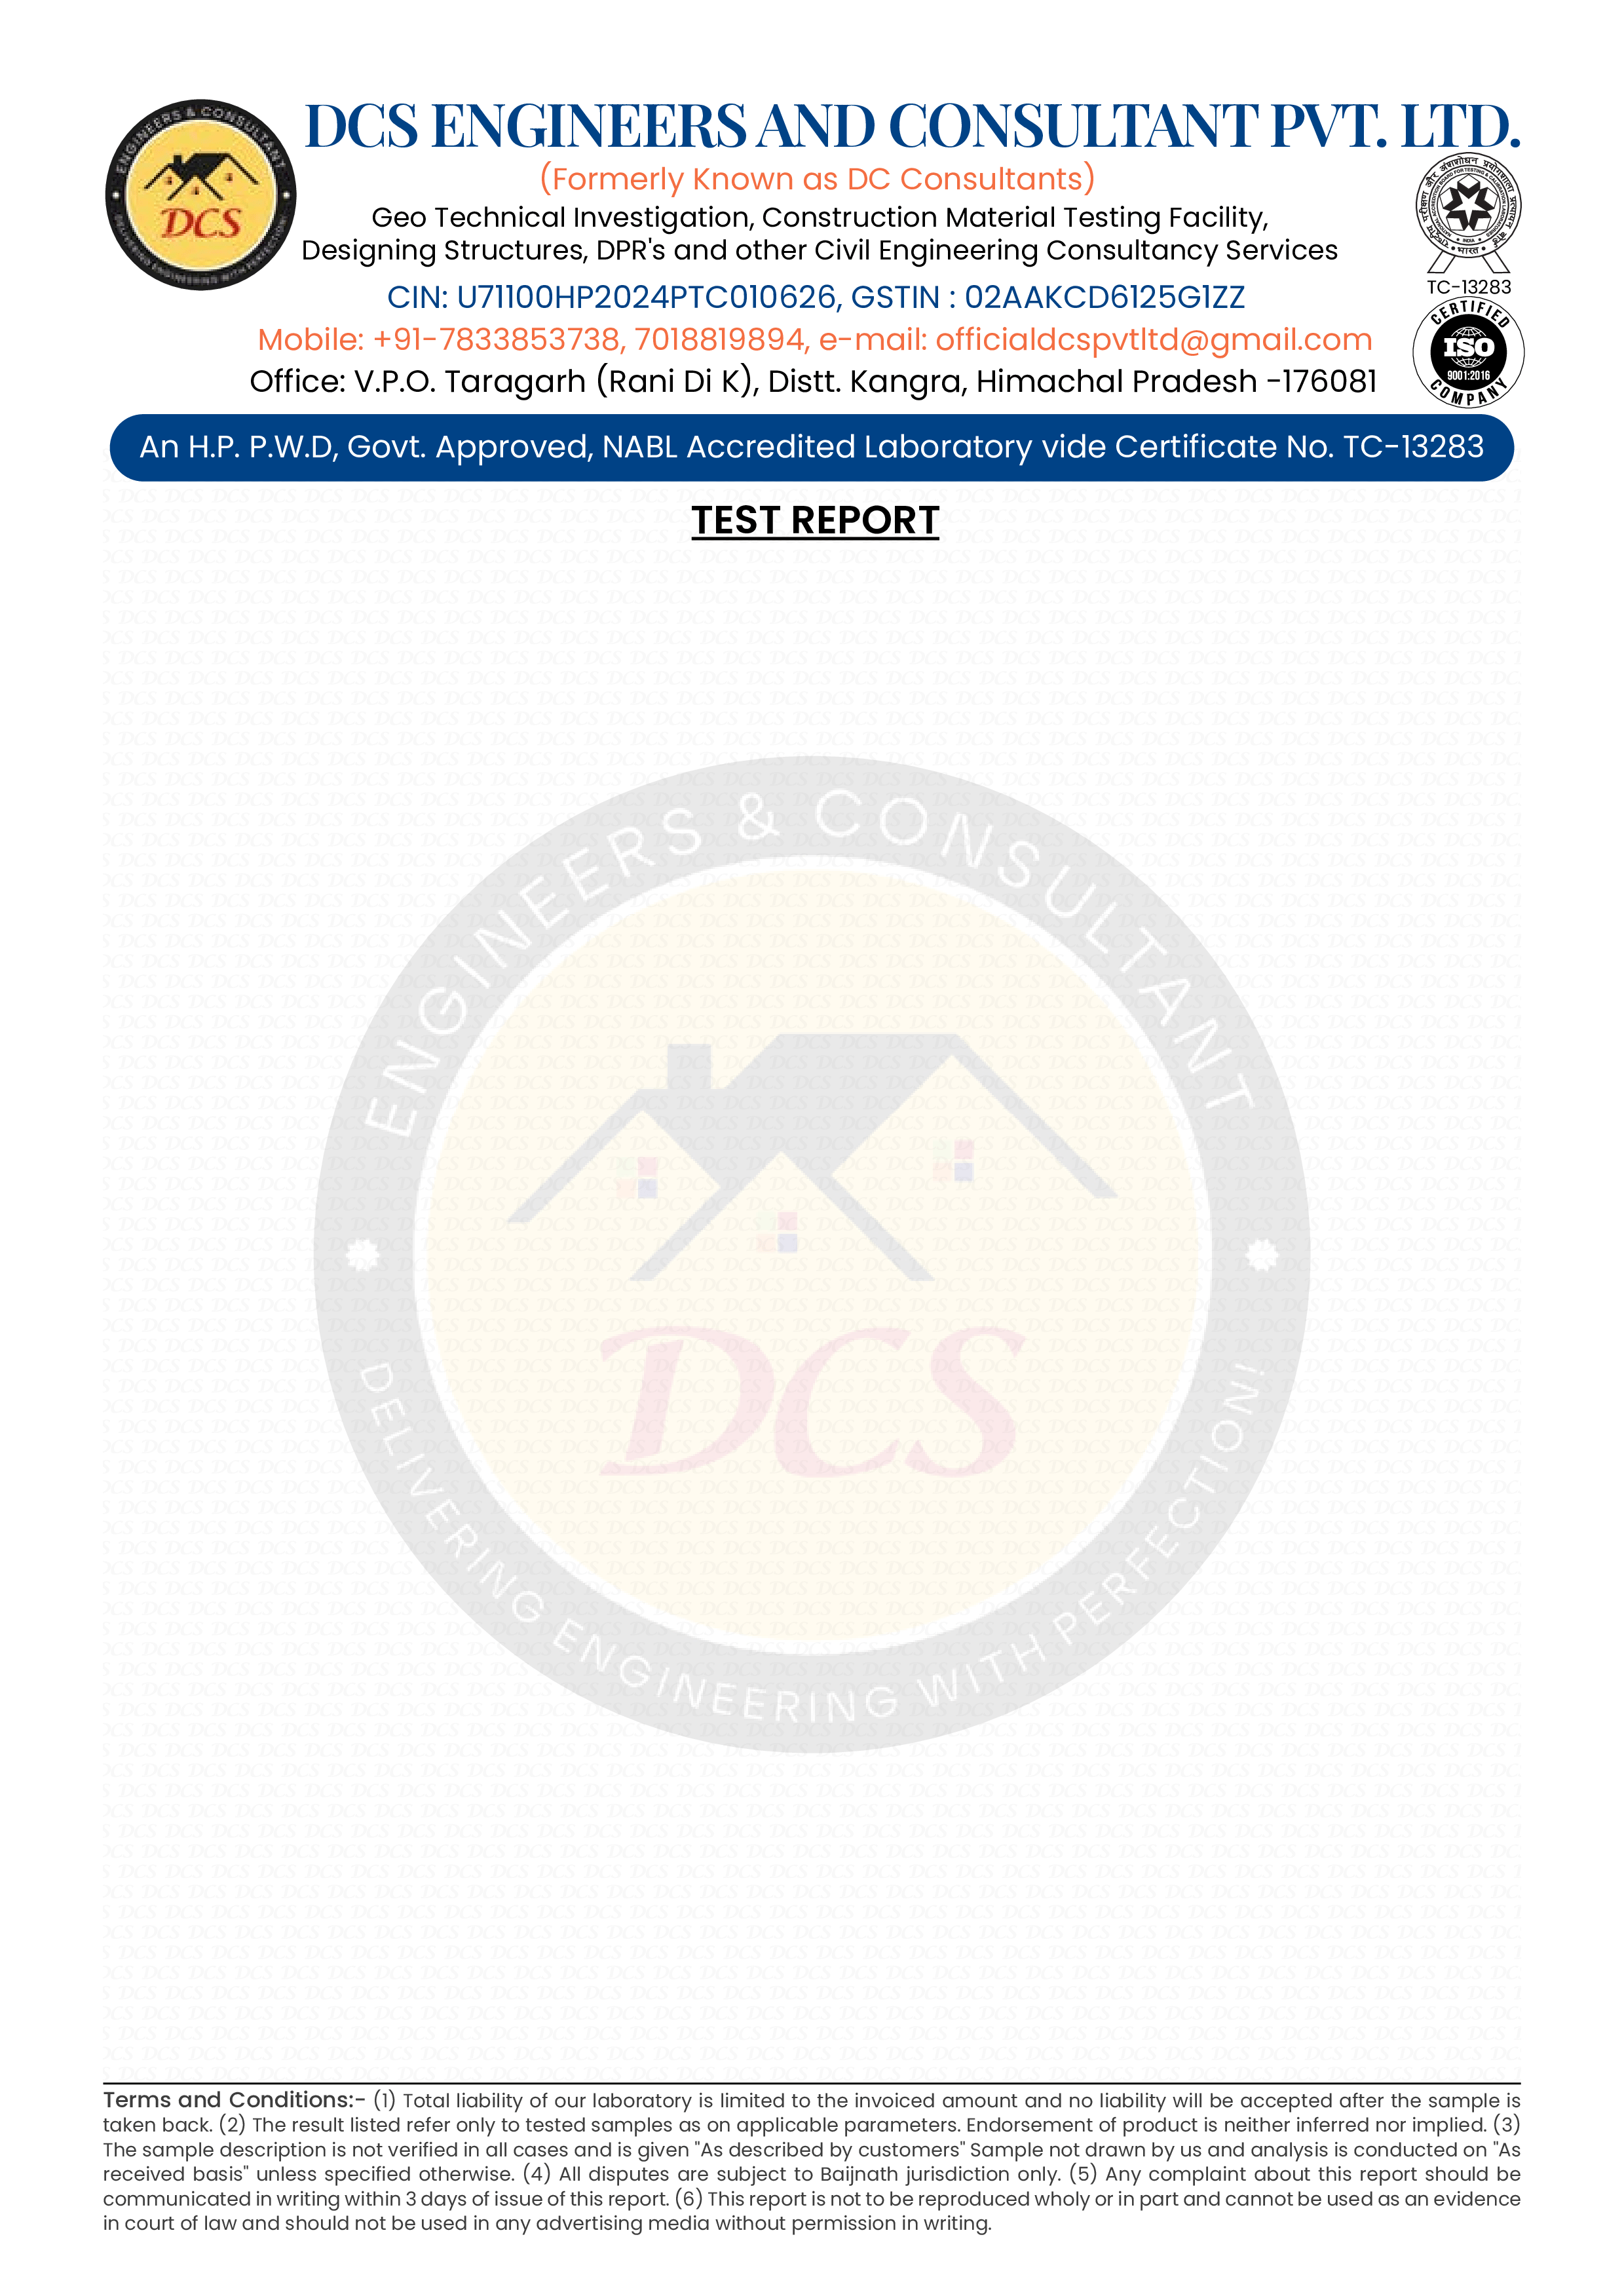 DCS ENGINEERS AND CONSULTANT PVT. LTD.
(Formerly Known as DC Consultants)
Geo Technical Investigation, Construction Material Testing Facility,
Designing Structures, DPR's and other Civil Engineering Consultancy Services
CIN: U71100HP2024PTC010626, GSTIN : 02AAKCD6125G1ZZ
Mobile: +91-7833853738, 7018819894, e-mail: officialdcspvtltd@gmail.com
Office: V.P.O. Taragarh (Rani Di K), Distt. Kangra, Himachal Pradesh -176081
ENGINEERS & CONSULTANT
DCS
DELIVERING ENGINEERING WITH PERFECTION!
भारत
TC-13283
CERTIFIED
ISO
9001:2016
COMPANY
An H.P. P.W.D, Govt. Approved, NABL Accredited Laboratory vide Certificate No. TC-13283
TEST REPORT
ENGINEERS & CONSULTANT
DCS
DELIVERING ENGINEERING WITH PERFECTION!
Terms and Conditions:- (1) Total liability of our laboratory is limited to the invoiced amount and no liability will be accepted after the sample is
taken back. (2) The result listed refer only to tested samples as on applicable parameters. Endorsement of product is neither inferred nor implied. (3)
The sample description is not verified in all cases and is given "As described by customers" Sample not drawn by us and analysis is conducted on "As
received basis" unless specified otherwise. (4) All disputes are subject to Baijnath jurisdiction only. (5) Any complaint about this report should be
communicated in writing within 3 days of issue of this report. (6) This report is not to be reproduced wholy or in part and cannot be used as an evidence
in court of law and should not be used in any advertising media without permission in writing.